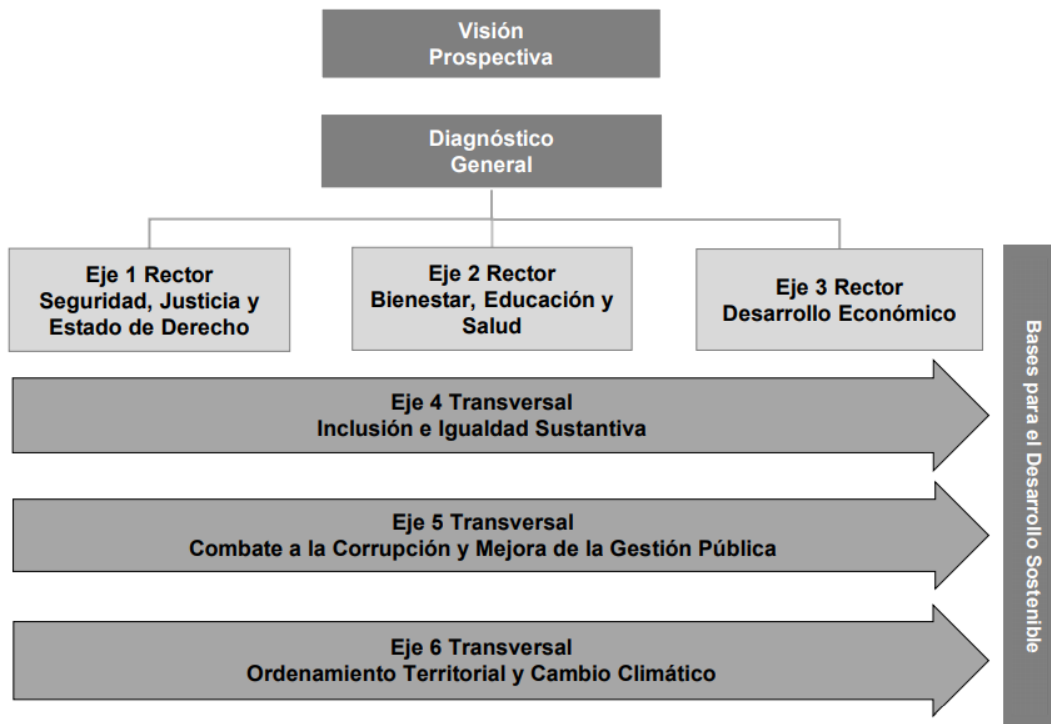 Visión
Prospectiva
Diagnóstico
General
Eje 1 Rector
Seguridad, Justicia y
Estado de Derecho
Eje 2 Rector
Bienestar, Educación y
Salud
Eje 3 Rector
Desarrollo Económico
Eje 4 Transversal
Inclusión e Igualdad Sustantiva
Eje 5 Transversal
Combate a la Corrupción y Mejora de la Gestión Pública
Eje 6 Transversal
Ordenamiento Territorial y Cambio Climático
Bases para el Desarrollo Sostenible